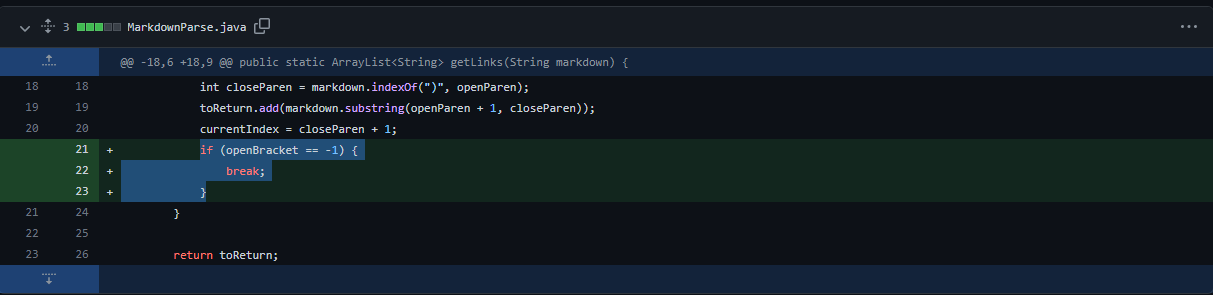 3 MarkdownParse.java
@@ -18,6 +18,9 @@ public static ArrayList<String> getLinks(String markdown) {
18 18 int closeParen = markdown.indexOf(")", openParen);
19 19 toReturn.add(markdown.substring(openParen + 1, closeParen));
20 20 currentIndex = closeParen + 1;
21 + if (openBracket == -1) {
22 + break;
23 + }
21 24 }
22 25
23 26 return toReturn;